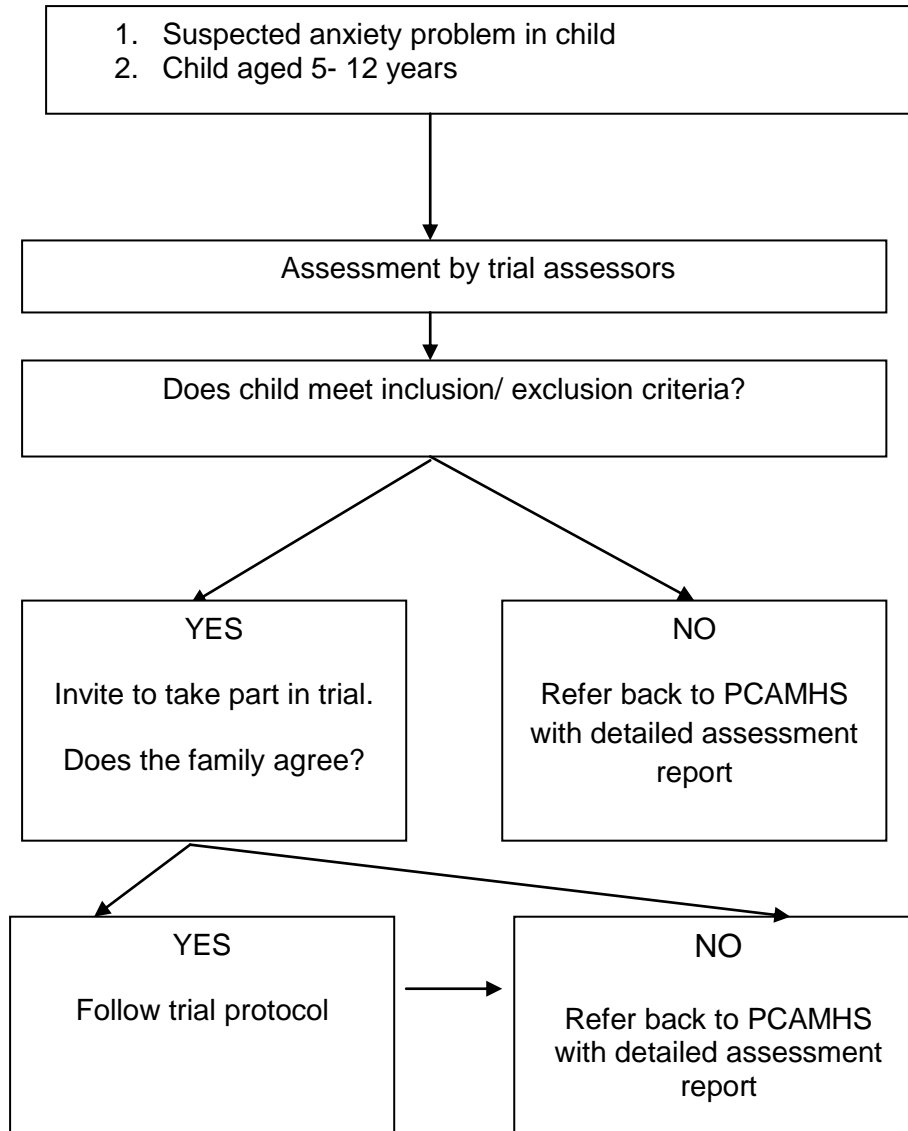 1. Suspected anxiety problem in child
2. Child aged 5- 12 years
Assessment by trial assessors
Does child meet inclusion/ exclusion criteria?
YES
Invite to take part in trial.
Does the family agree?
NO
Refer back to PCAMHS
with detailed assessment
report
YES
Follow trial protocol
NO
Refer back to PCAMHS
with detailed assessment
report